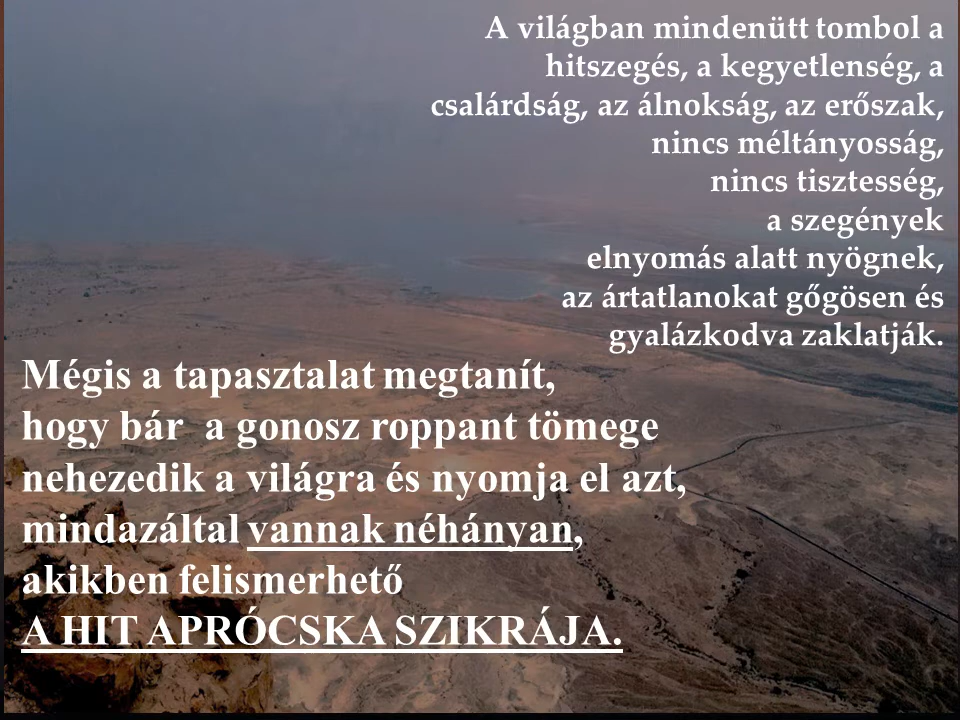 A világban mindenütt tombol a
hitszegés, a kegyetlenség, a
csalárdság, az álnokság, az erőszak,
nincs méltányosság,
nincs tisztesség,
a szegények
elnyomás alatt nyögnek,
az ártatlanokat gőgösen és
gyalázkodva zaklatják.
Mégis a tapasztalat megtanít,
hogy bár a gonosz roppant tömege
nehezedik a világra és nyomja el azt,
mindazáltal vannak néhányan,
akikben felismerhető
A HIT APRÓCSKA SZIKRÁJA.